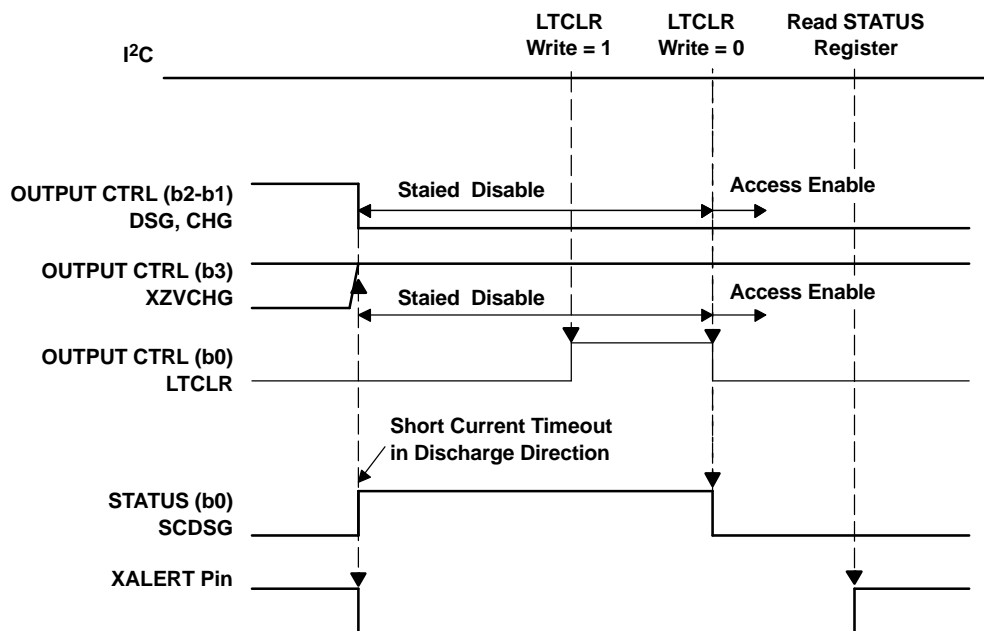 LTCLR
Write = 1
LTCLR
Write = 0
Read STATUS
Register
I²C
OUTPUT CTRL (b2-b1)
DSG, CHG
Staied Disable
Access Enable
OUTPUT CTRL (b3)
XZVCHG
Staied Disable
Access Enable
OUTPUT CTRL (b0)
LTCLR
Short Current Timeout
in Discharge Direction
STATUS (b0)
SCDSG
XALERT Pin